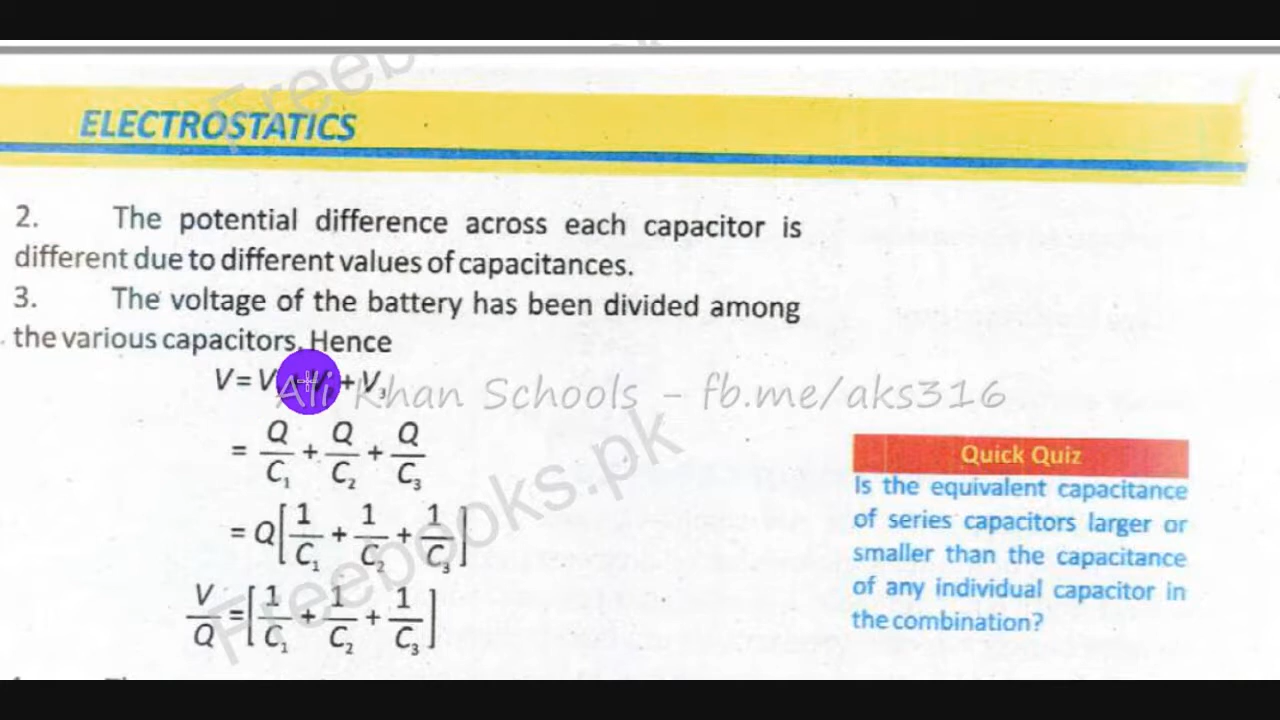 ELECTROSTATICS
2. The potential difference across each capacitor is
different due to different values of capacitances.
3. The voltage of the battery has been divided among
the various capacitors. Hence
V = V + V₃
Ali Khan Schools - fb.me/aks316
= Q/C₁ + Q/C₂ + Q/C₃
= Q[1/C₁ + 1/C₂ + 1/C₃]
V/Q = [1/C₁ + 1/C₂ + 1/C₃]
Freebooks.pk
Quick Quiz
Is the equivalent capacitance
of series capacitors larger or
smaller than the capacitance
of any individual capacitor in
the combination?